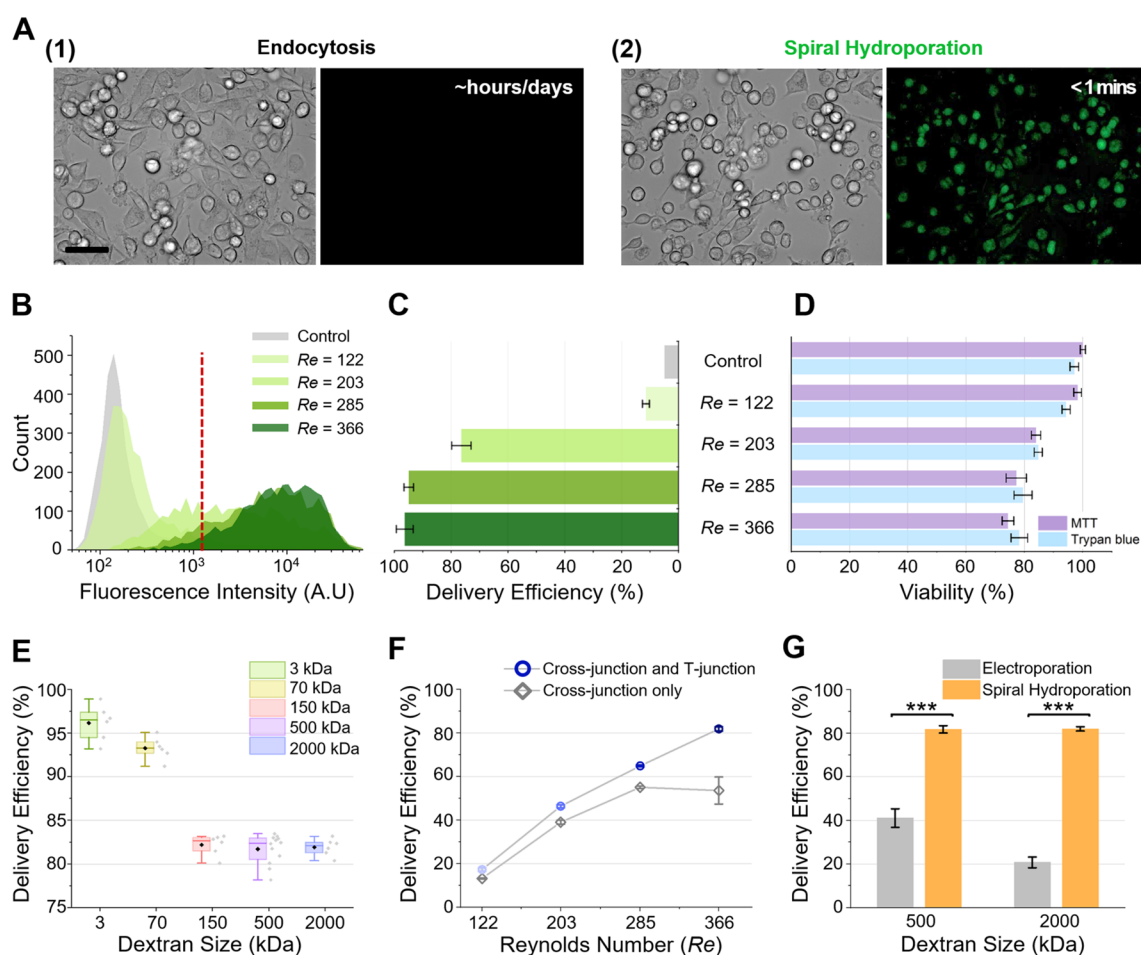 A
(1)
Endocytosis
~hours/days
(2)
Spiral Hydroporation
<1mins
B
Count
500
400
300
200
100
0
10²
10³
10⁴
Fluorescence Intensity (A.U)
Control
Re = 122
Re = 203
Re = 285
Re = 366
C
Control
Re = 122
Re = 203
Re = 285
Re = 366
100 80 60 40 20 0
Delivery Efficiency (%)
D
MTT
Trypan blue
0 20 40 60 80 100
Viability (%)
E
Delivery Efficiency (%)
100
95
90
85
80
75
3 kDa
70 kDa
150 kDa
500 kDa
2000 kDa
3 70 150 500 2000
Dextran Size (kDa)
F
Cross-junction and T-junction
Cross-junction only
Delivery Efficiency (%)
100
80
60
40
20
0
122 203 285 366
Reynolds Number (Re)
G
Electroporation
Spiral Hydroporation
Delivery Efficiency (%)
100
80
60
40
20
0
***
***
500 2000
Dextran Size (kDa)